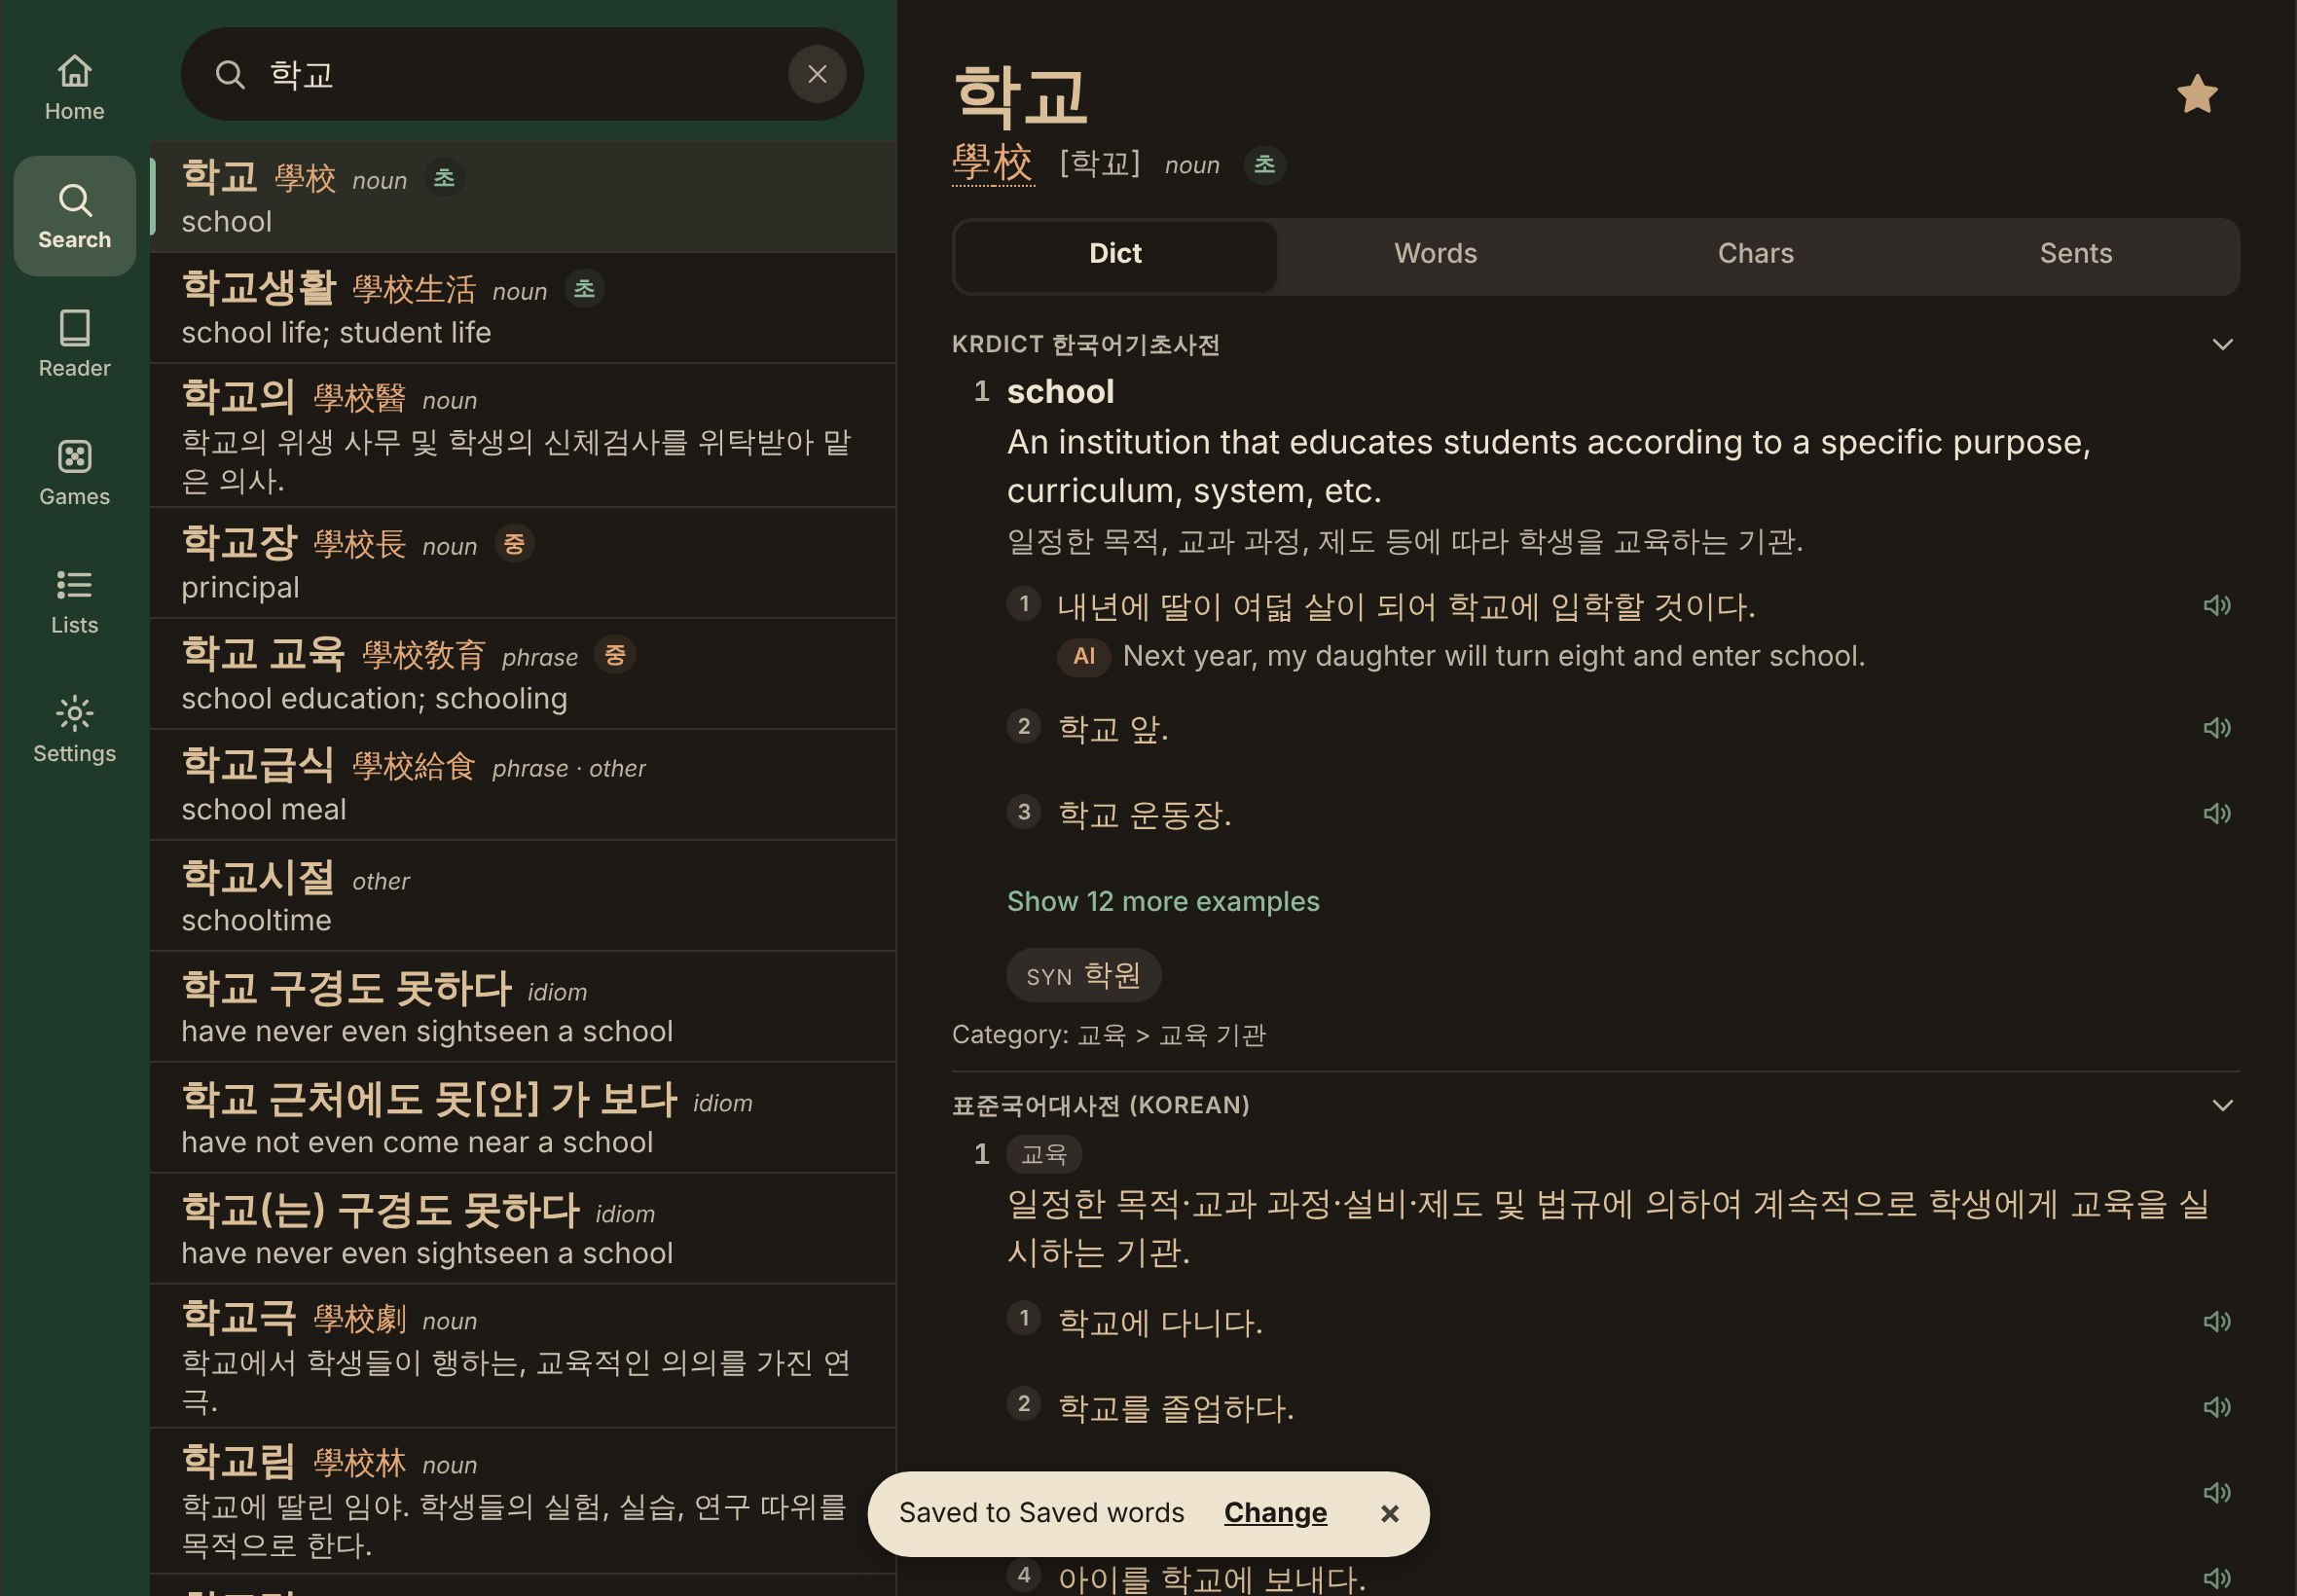 Home
Search
Reader
Games
Lists
Settings
학교
학교 學校 noun 초
school
학교생활 學校生活 noun 초
school life; student life
학교의 學校醫 noun
학교의 위생 사무 및 학생의 신체검사를 위탁받아 맡
은 의사.
학교장 學校長 noun 중
principal
학교 교육 學校敎育 phrase 중
school education; schooling
학교급식 學校給食 phrase · other
school meal
학교시절 other
schooltime
학교 구경도 못하다 idiom
have never even sightseen a school
학교 근처에도 못[안] 가 보다 idiom
have not even come near a school
학교(는) 구경도 못하다 idiom
have never even sightseen a school
학교극 學校劇 noun
학교에서 학생들이 행하는, 교육적인 의의를 가진 연
극.
학교림 學校林 noun
학교에 딸린 임야. 학생들의 실험, 실습, 연구 따위를
목적으로 한다.
학교
學校 [학꾜] noun 초
Dict Words Chars Sents
KRDICT 한국어기초사전
1 school
An institution that educates students according to a specific purpose,
curriculum, system, etc.
일정한 목적, 교과 과정, 제도 등에 따라 학생을 교육하는 기관.
1 내년에 딸이 여덟 살이 되어 학교에 입학할 것이다.
AI Next year, my daughter will turn eight and enter school.
2 학교 앞.
3 학교 운동장.
Show 12 more examples
SYN 학원
Category: 교육 > 교육 기관
표준국어대사전 (KOREAN)
1 교육
일정한 목적·교과 과정·설비·제도 및 법규에 의하여 계속적으로 학생에게 교육을 실
시하는 기관.
1 학교에 다니다.
2 학교를 졸업하다.
Saved to Saved words Change
4 아이를 학교에 보내다.